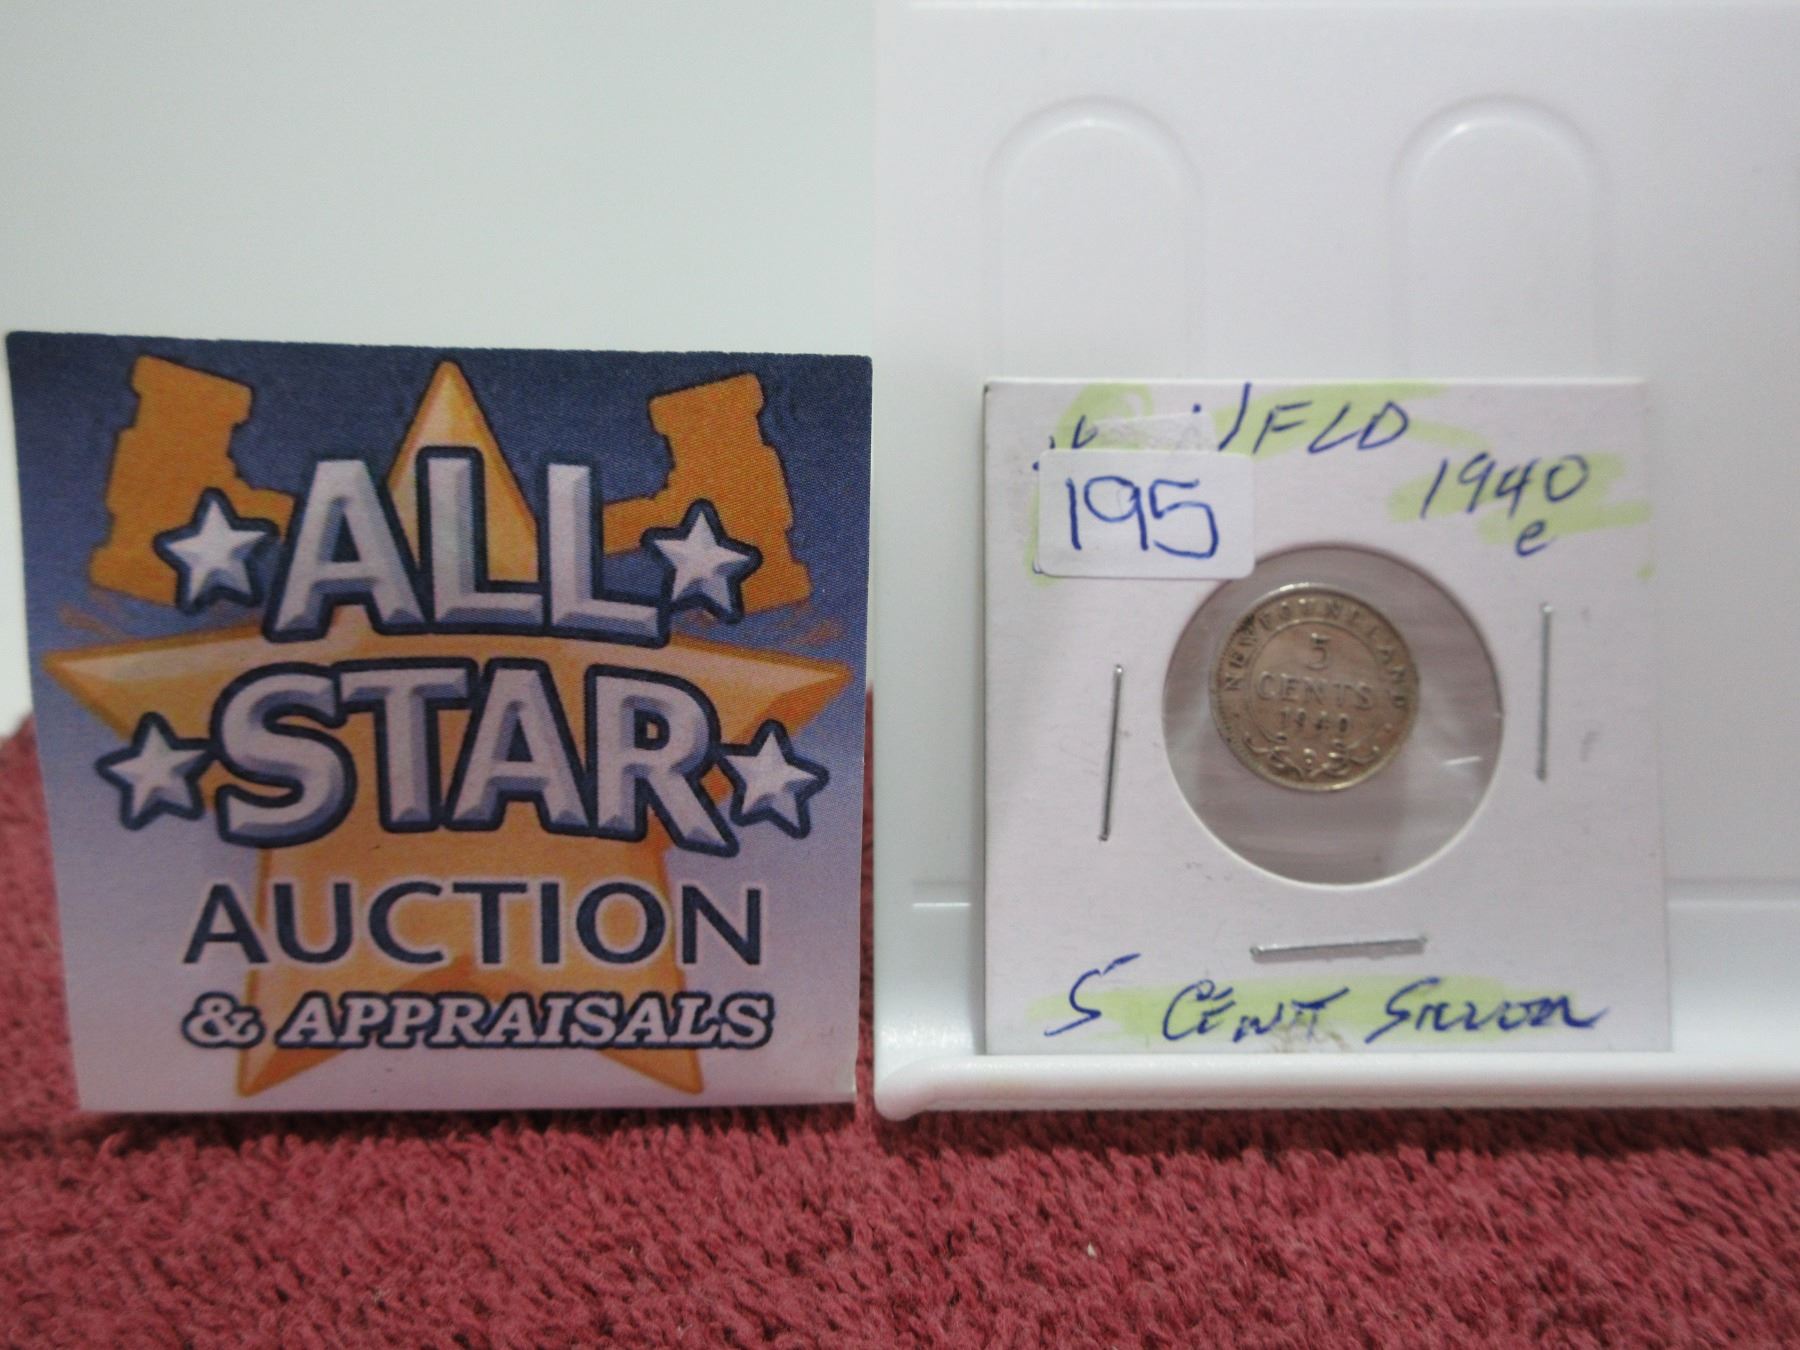 ALL
STAR
AUCTION
& APPRAISALS
NFLD
1940
e
195
NEWFOUNDLAND
5
CENTS
1940
5 CENT SILVER